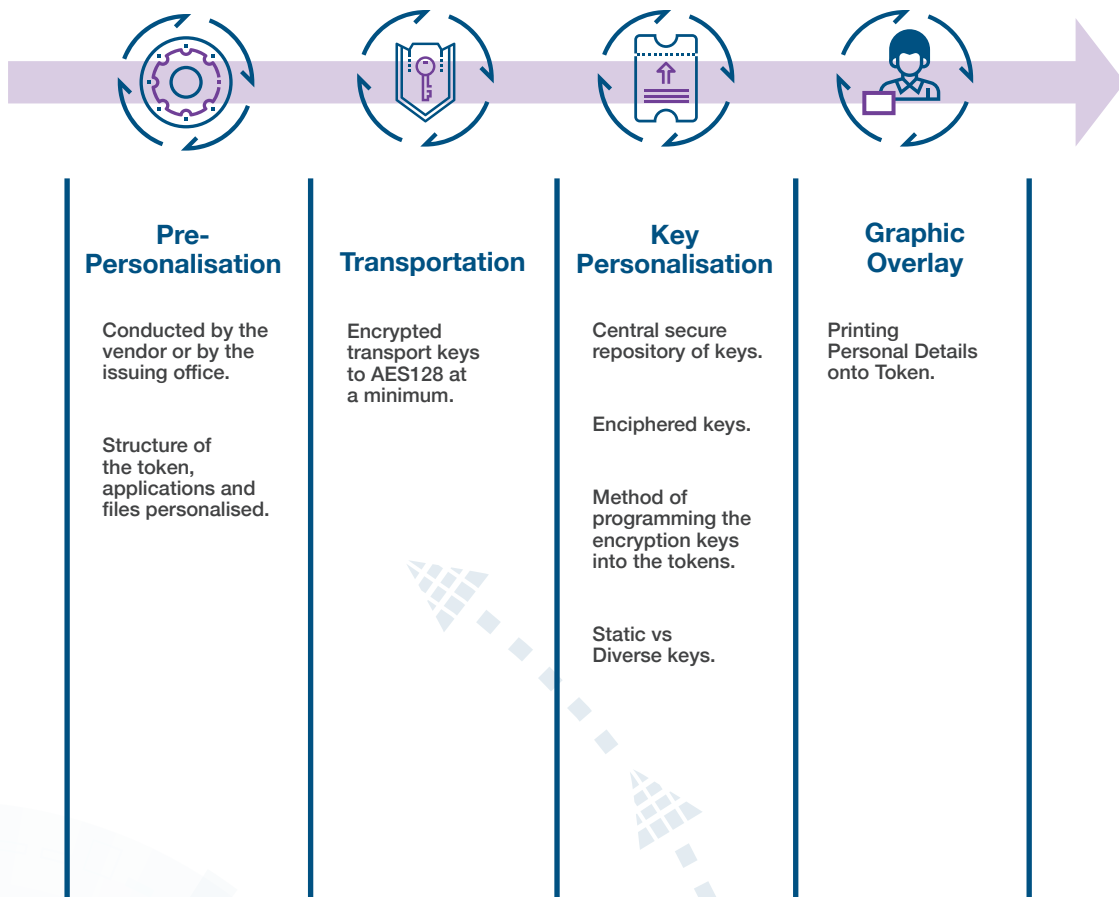 Pre-
Personalisation
Conducted by the
vendor or by the
issuing office.
Structure of
the token,
applications and
files personalised.
Transportation
Encrypted
transport keys
to AES128 at
a minimum.
Key
Personalisation
Central secure
repository of keys.
Enciphered keys.
Method of
programming the
encryption keys
into the tokens.
Static vs
Diverse keys.
Graphic
Overlay
Printing
Personal Details
onto Token.